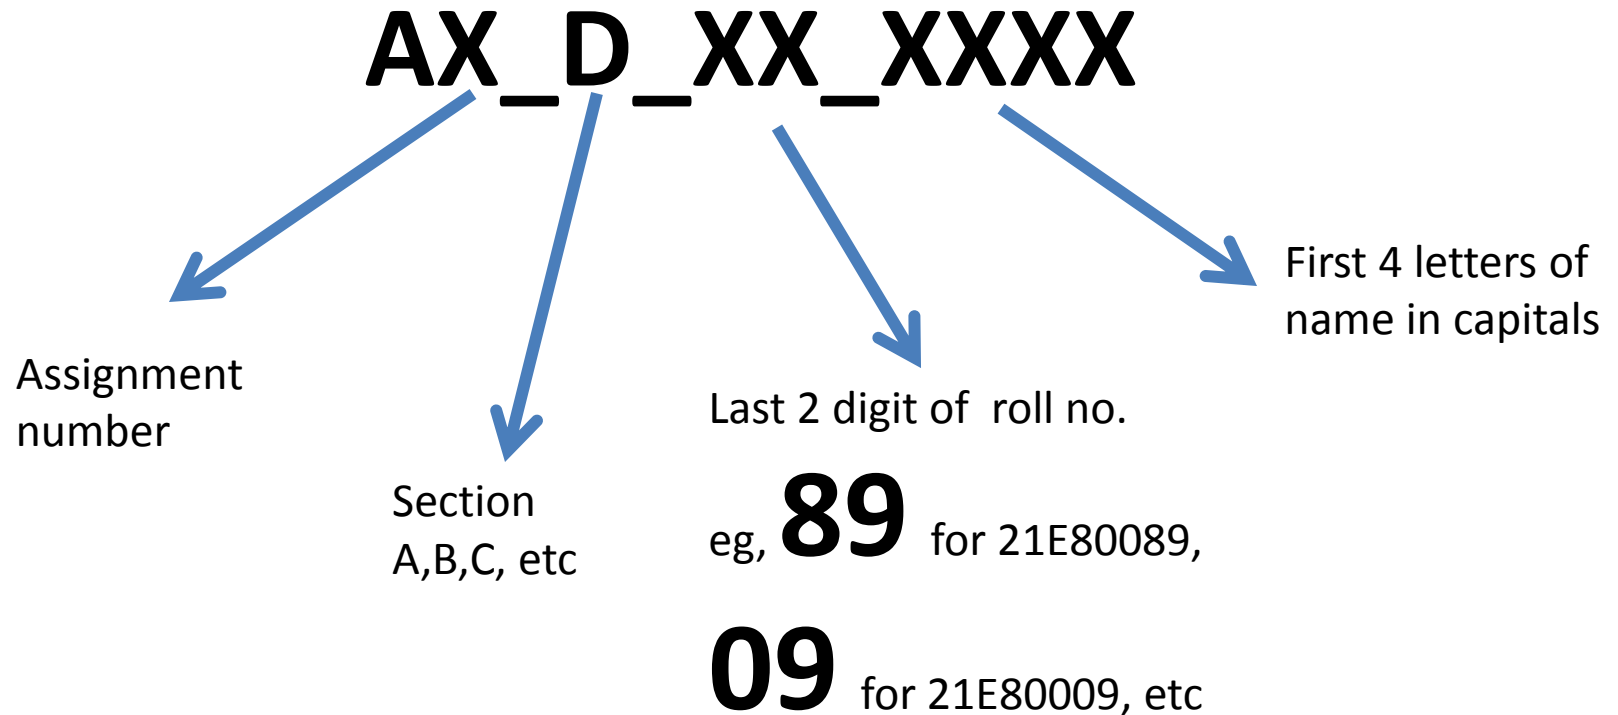 AX_D_XX_XXXX
First 4 letters of
name in capitals
Assignment
number
Last 2 digit of  roll no.
Section
A,B,C, etc
eg, 89 for 21E80089,
09 for 21E80009, etc